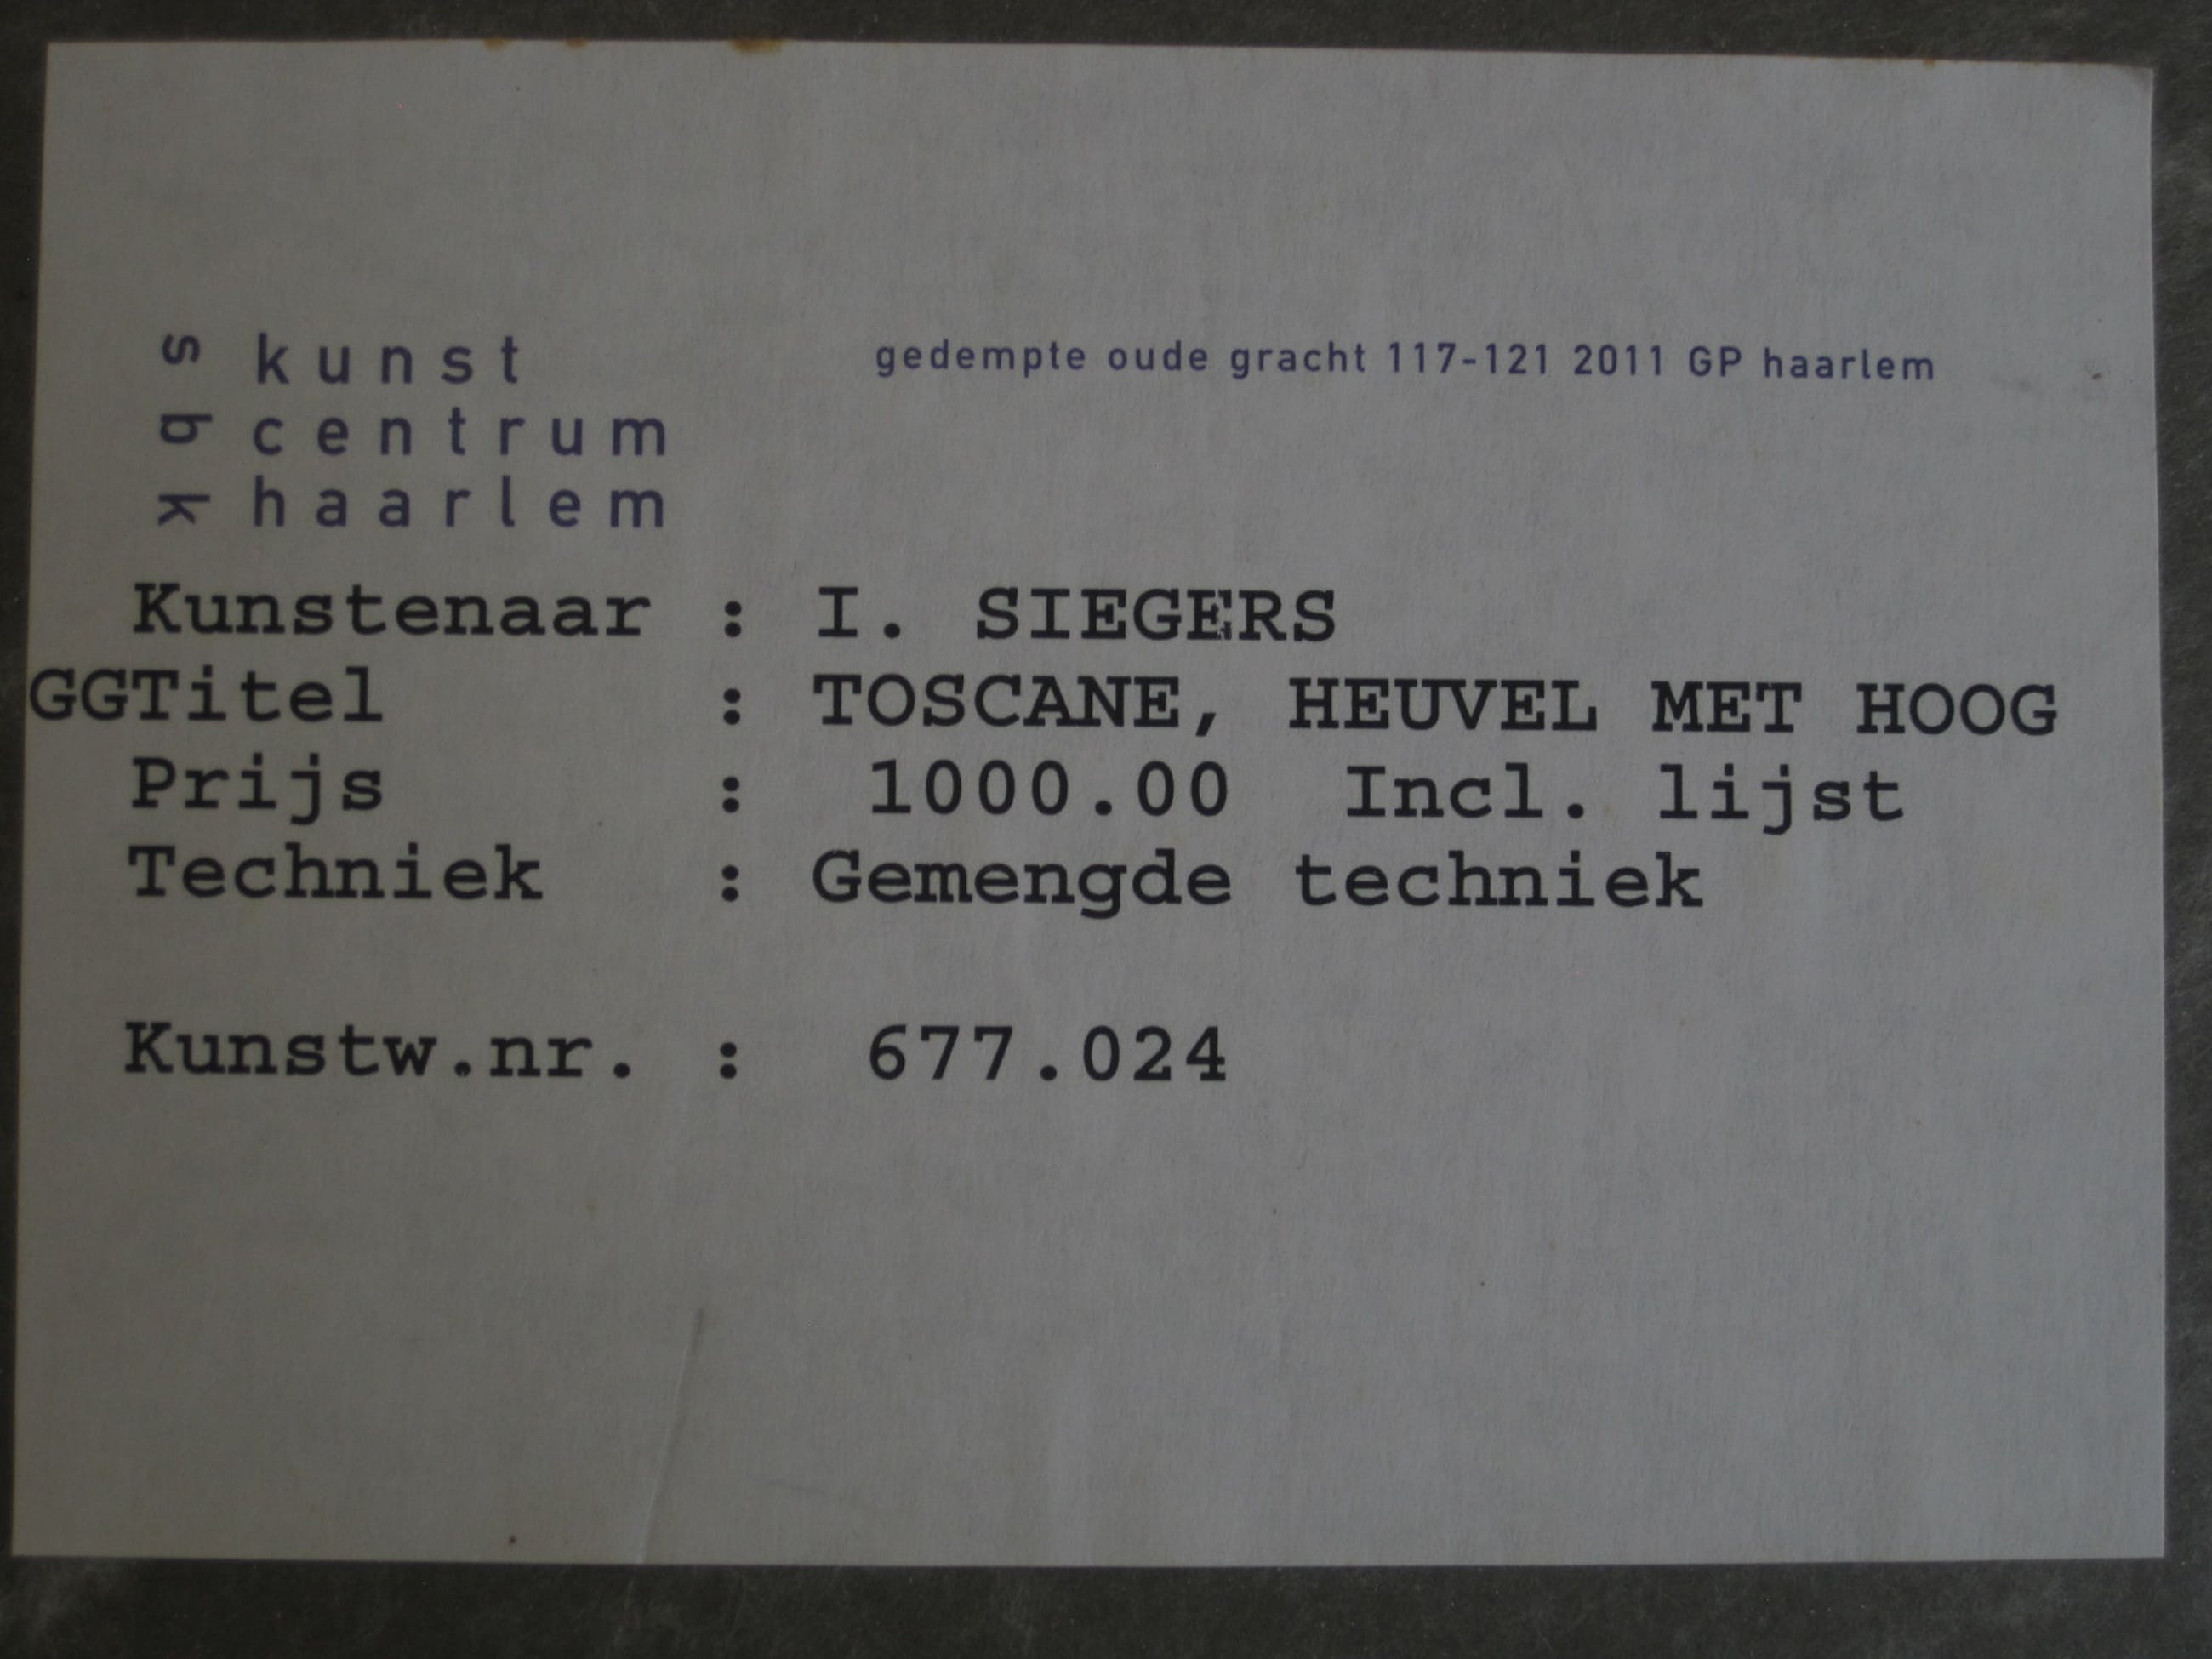 sbk
kunst
centrum
haarlem
gedempte oude gracht 117-121 2011 GP haarlem
Kunstenaar : I. SIEGERS
GGTitel : TOSCANE, HEUVEL MET HOOG
Prijs : 1000.00 Incl. lijst
Techniek : Gemengde techniek
Kunstw.nr. : 677.024